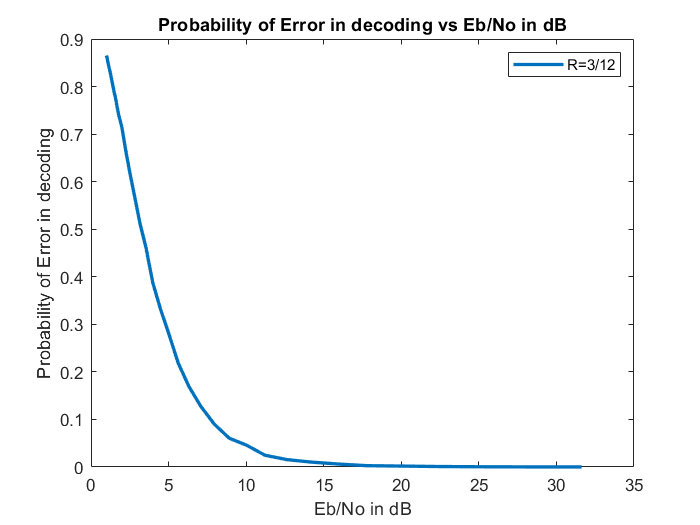 Probability of Error in decoding vs Eb/No in dB
R=3/12
Probability of Error in decoding
0.9
0.8
0.7
0.6
0.5
0.4
0.3
0.2
0.1
0
0 5 10 15 20 25 30 35
Eb/No in dB